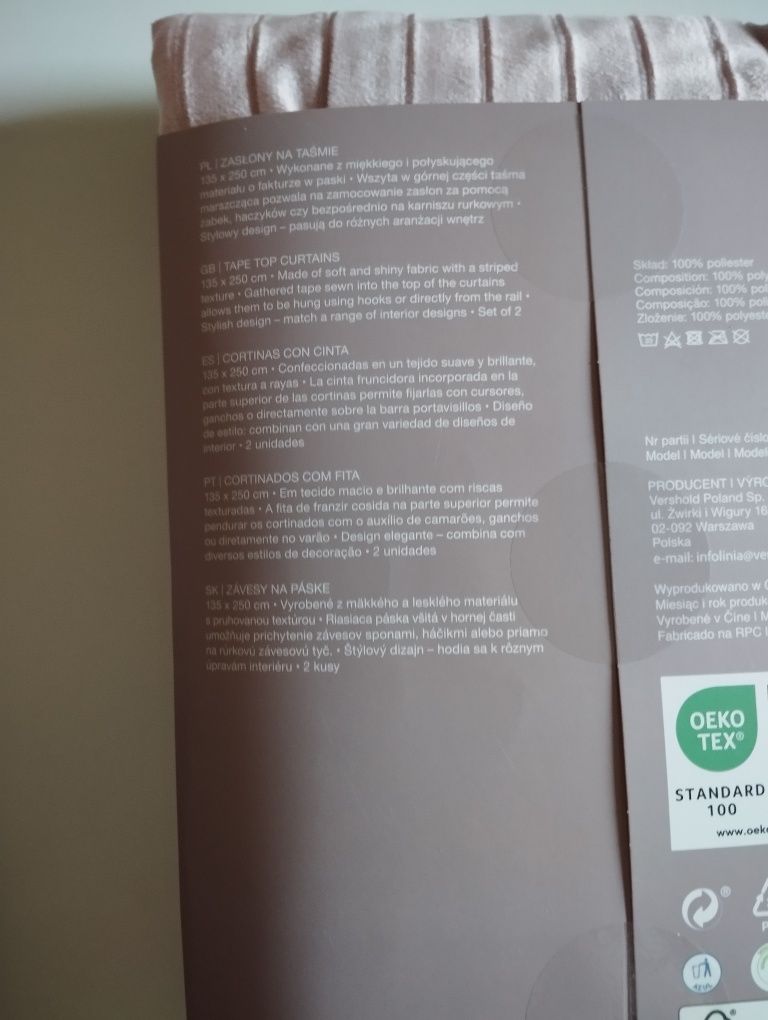 PL | ZASŁONY NA TAŚMIE
135 x 250 cm • Wykonane z miękkiego i połyskującego
materiału o fakturze w paski • Wszyta w górnej części taśma
marszcząca pozwala na zamocowanie zasłon za pomocą
żabek, haczyków czy bezpośrednio na karniszu rurkowym •
Stylowy design – pasują do różnych aranżacji wnętrz
GB | TAPE TOP CURTAINS
135 x 250 cm • Made of soft and shiny fabric with a striped
texture • Gathered tape sewn into the top of the curtains
allows them to be hung using hooks or directly from the rail •
Stylish design – match a range of interior designs • Set of 2
ES | CORTINAS CON CINTA
135 x 250 cm • Confeccionadas en un tejido suave y brillante,
con textura a rayas • La cinta fruncidora incorporada en la
parte superior de las cortinas permite fijarlas con cursores,
ganchos o directamente sobre la barra portavisillos • Diseño
de estilo: combinan con una gran variedad de diseños de
interior • 2 unidades
PT | CORTINADOS COM FITA
135 x 250 cm • Em tecido macio e brilhante com riscas
texturadas • A fita de franzir cosida na parte superior permite
pendurar os cortinados com o auxílio de camarões, ganchos
ou diretamente no varão • Design elegante – combina com
diversos estilos de decoração • 2 unidades
SK | ZÁVESY NA PÁSKE
135 x 250 cm • Vyrobené z mäkkého a lesklého materiálu
s pruhovanou textúrou • Riasiaca páska všitá v hornej časti
umožňuje prichytenie závesov sponami, háčikmi alebo priamo
na rúrkovú závesovú tyč. • Štýlový dizajn – hodia sa k rôznym
úpravám interiéru • 2 kusy
Skład: 100% poliester
Composition: 100% poly
Composición: 100% pol
Composição: 100% poli
Zloženie: 100% polyeste
Nr partii | Sériové číslo
Model | Model | Model
PRODUCENT | VÝRO
Vershold Poland Sp.
ul. Żwirki i Wigury 16
02-092 Warszawa
Polska
e-mail: infolinia@ve
Wyprodukowano w C
Miesiąc i rok produk
Vyrobené v Číne | M
Fabricado na RPC |
OEKO
TEX®
STANDARD
100
www.oek
®
AZUL
®